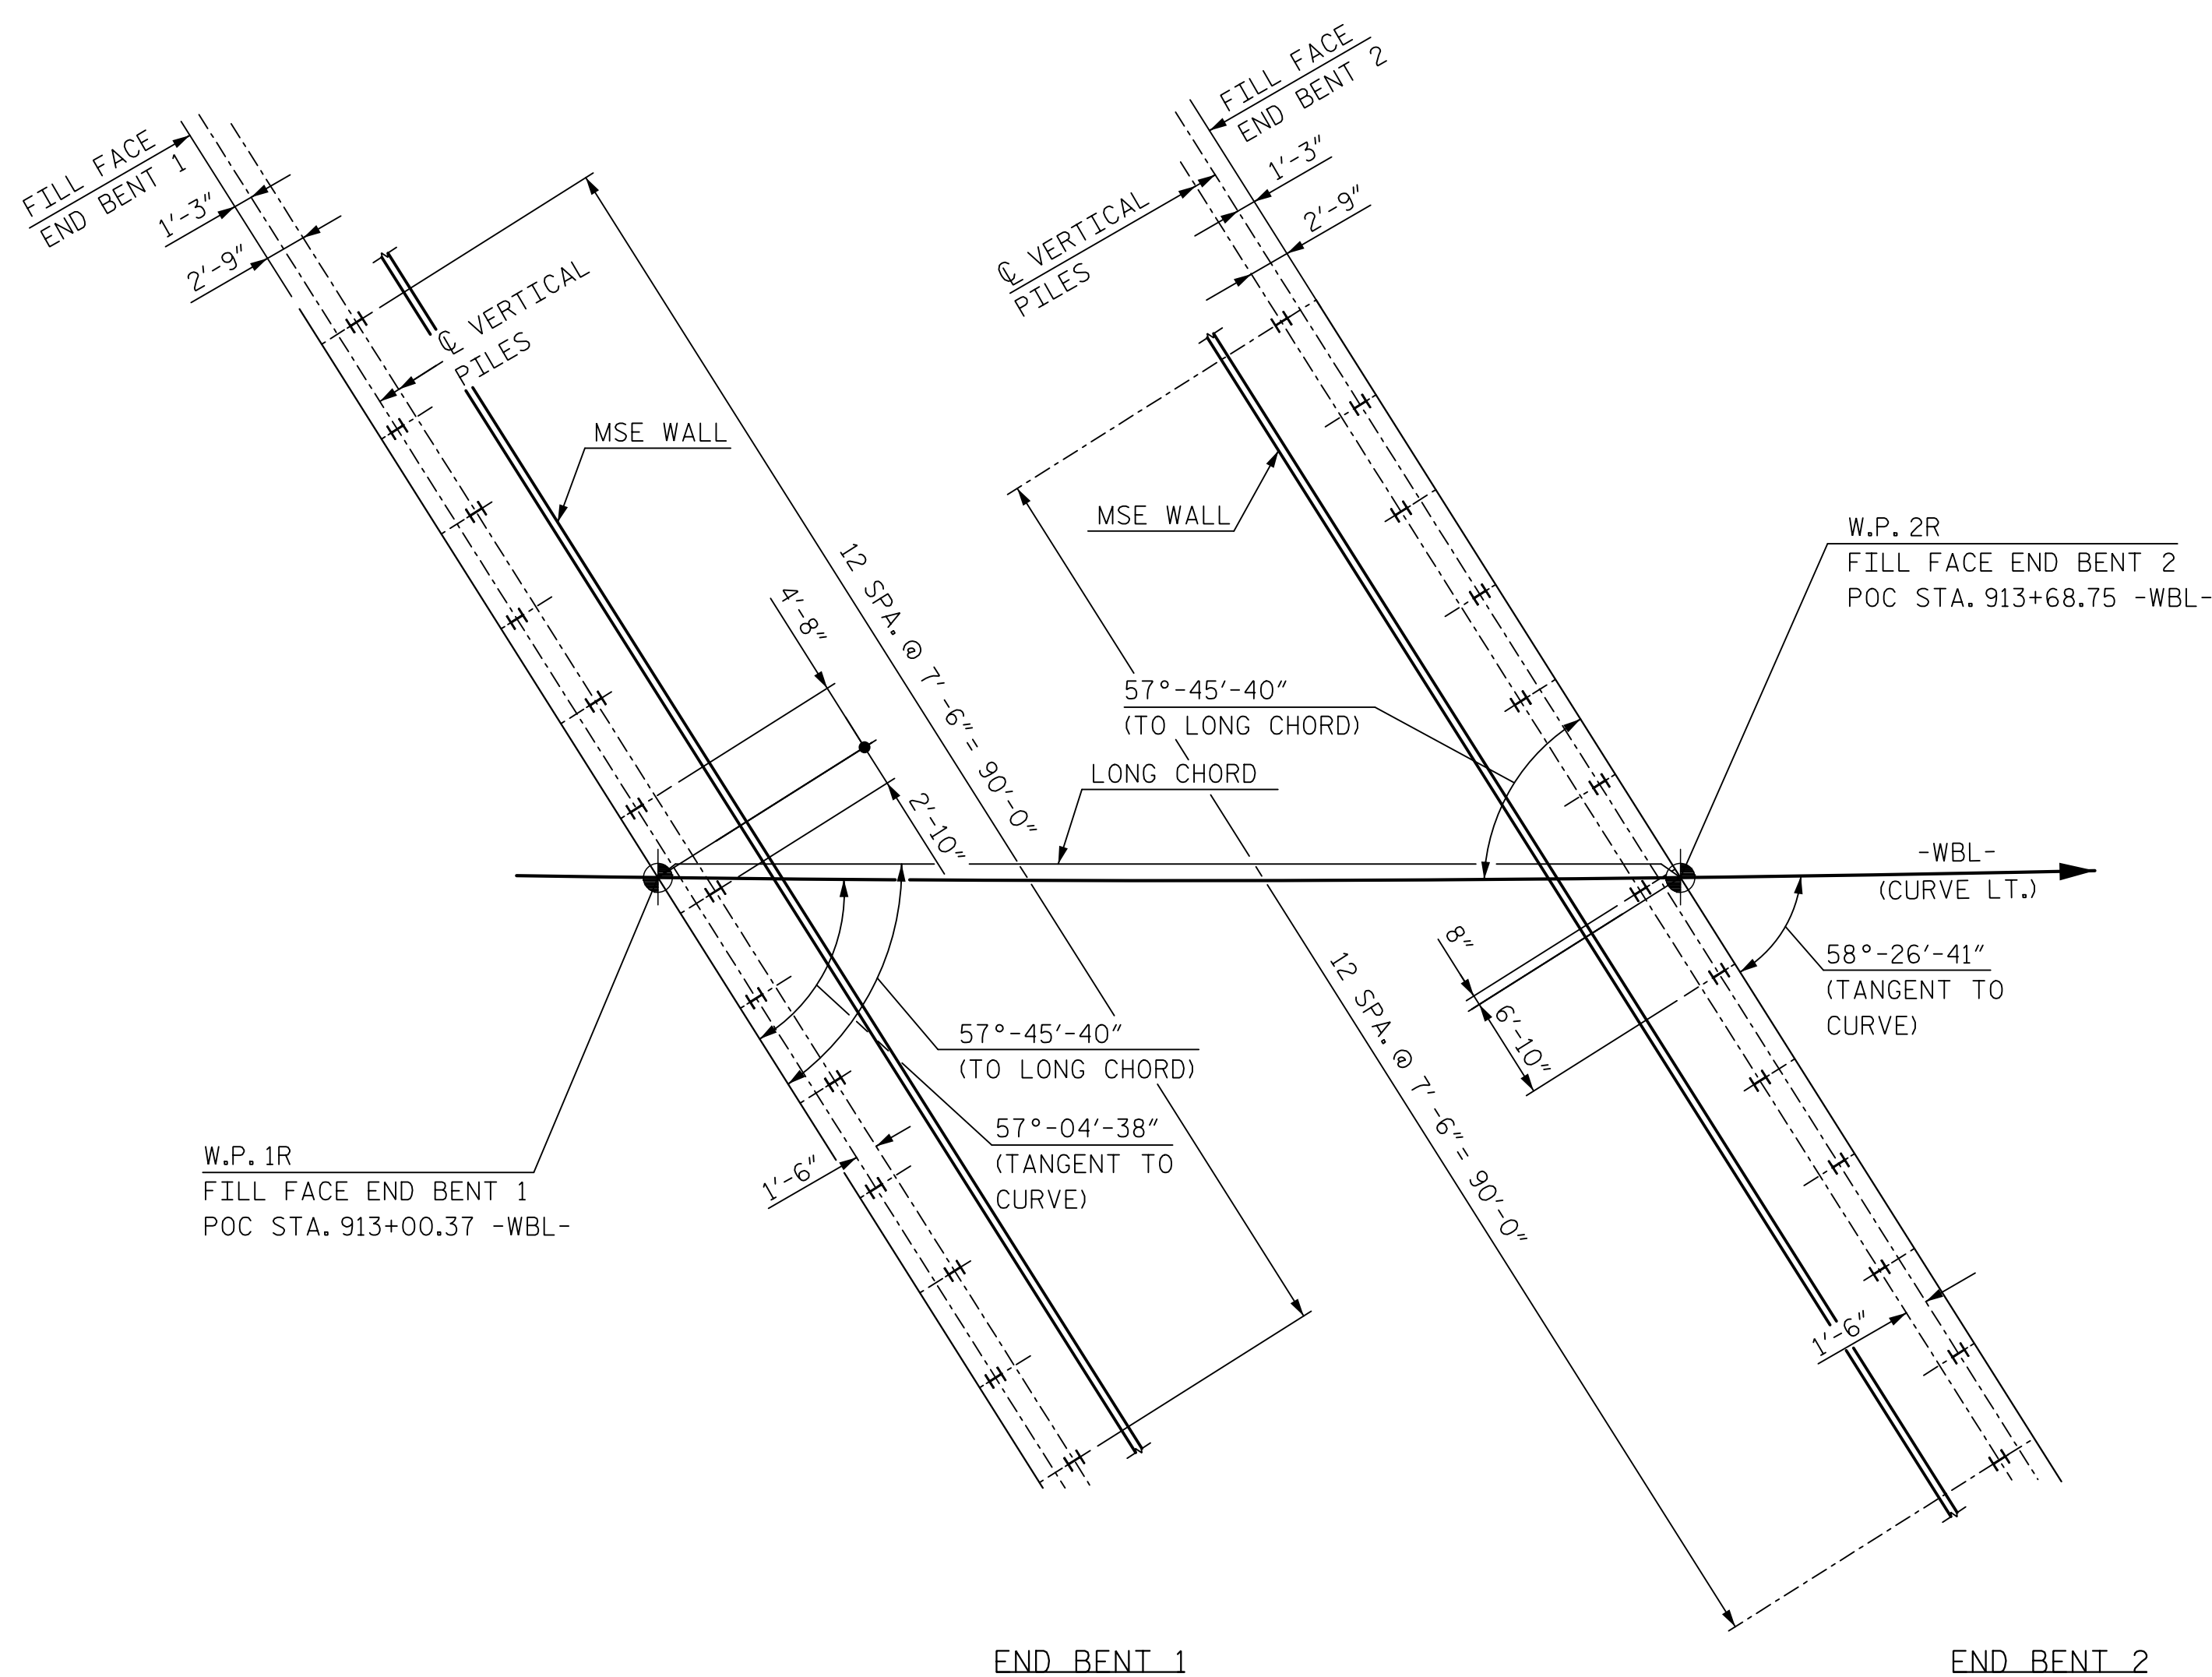 FILL FACE
END BENT 1
1'-3"
2'-9"
℄ VERTICAL
PILES
MSE WALL
12 SPA. @ 7'-6"= 90'-0"
4'-8"
2'-10"
FILL FACE
END BENT 2
1'-3"
2'-9"
℄ VERTICAL
PILES
MSE WALL
W.P. 2R
FILL FACE END BENT 2
POC STA. 913+68.75 -WBL-
57°-45'-40"
(TO LONG CHORD)
LONG CHORD
-WBL-
(CURVE LT.)
58°-26'-41"
(TANGENT TO
CURVE)
8"
6'-10"
12 SPA. @ 7'-6"= 90'-0"
57°-45'-40"
(TO LONG CHORD)
57°-04'-38"
(TANGENT TO
CURVE)
1'-6"
W.P. 1R
FILL FACE END BENT 1
POC STA. 913+00.37 -WBL-
1'-6"
END BENT 1
END BENT 2